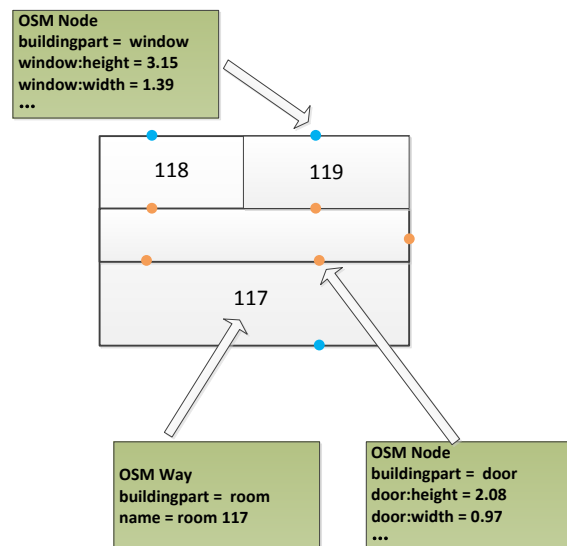 OSM Node
buildingpart =  window
window:height = 3.15
window:width = 1.39
...
118
119
117
OSM Way
buildingpart =  room
name = room 117
OSM Node
buildingpart =  door
door:height = 2.08
door:width = 0.97
...